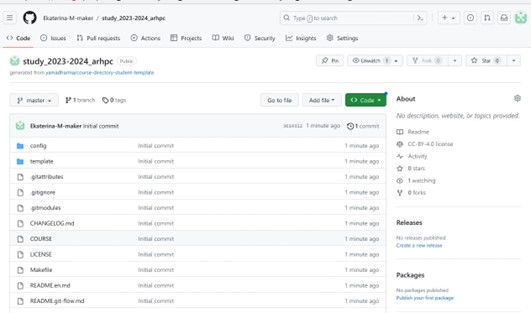 Ekaterina-M-maker / study_2023-2024_arhpc
Type / to search
Code Issues Pull requests Actions Projects Wiki Security Insights Settings
study_2023-2024_arhpc Public
Pin Unwatch 1 Fork 0 Star 0
generated from yamadharma/course-directory-student-template
master 1 branch 0 tags Go to file Add file Code
Ekaterina-M-maker Initial commit 1 minute ago 1 commit
config Initial commit 1 minute ago
template Initial commit 1 minute ago
.gitattributes Initial commit 1 minute ago
.gitignore Initial commit 1 minute ago
.gitmodules Initial commit 1 minute ago
CHANGELOG.md Initial commit 1 minute ago
COURSE Initial commit 1 minute ago
LICENSE Initial commit 1 minute ago
Makefile Initial commit 1 minute ago
README.en.md Initial commit 1 minute ago
README.git-flow.md Initial commit 1 minute ago
About
No description, website, or topics provided.
Readme
CC-BY-4.0 license
Activity
0 stars
1 watching
0 forks
Releases
No releases published
Create a new release
Packages
No packages published
Publish your first package